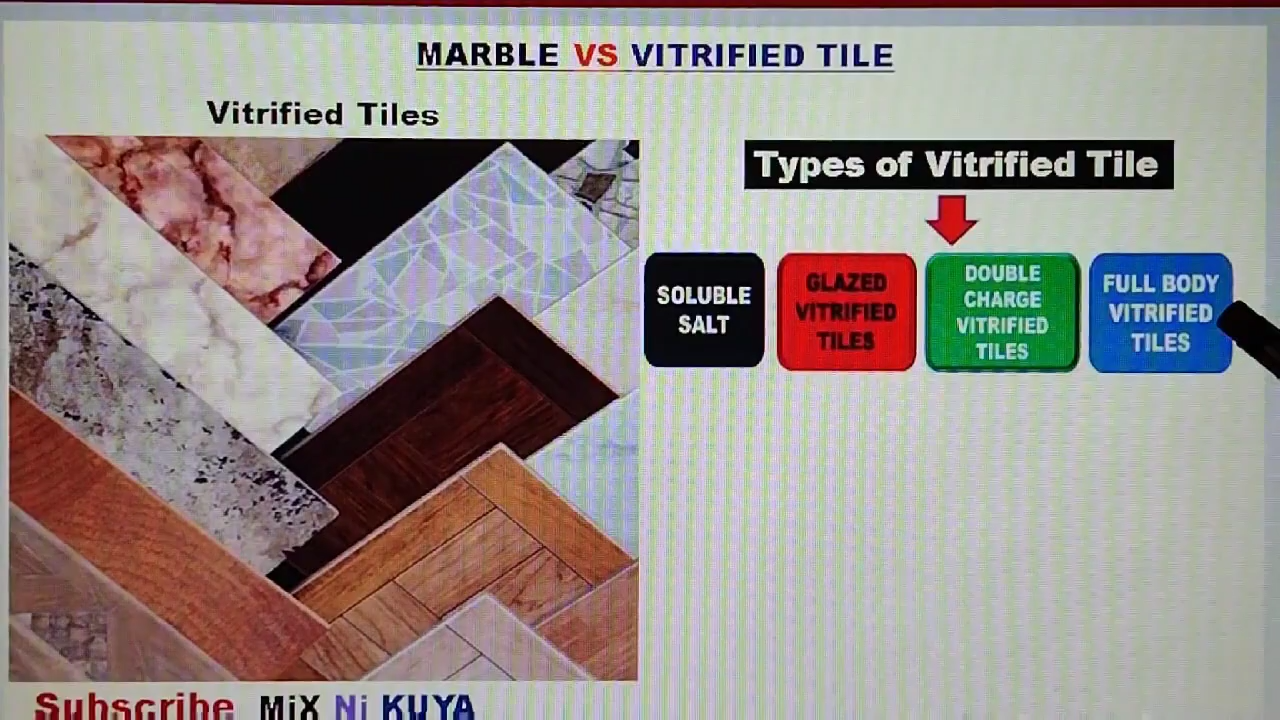 MARBLE VS VITRIFIED TILE
Vitrified Tiles
Types of Vitrified Tile
SOLUBLE
SALT
GLAZED
VITRIFIED
TILES
DOUBLE
CHARGE
VITRIFIED
TILES
FULL BODY
VITRIFIED
TILES
Subscribe MiX Ni KUYA